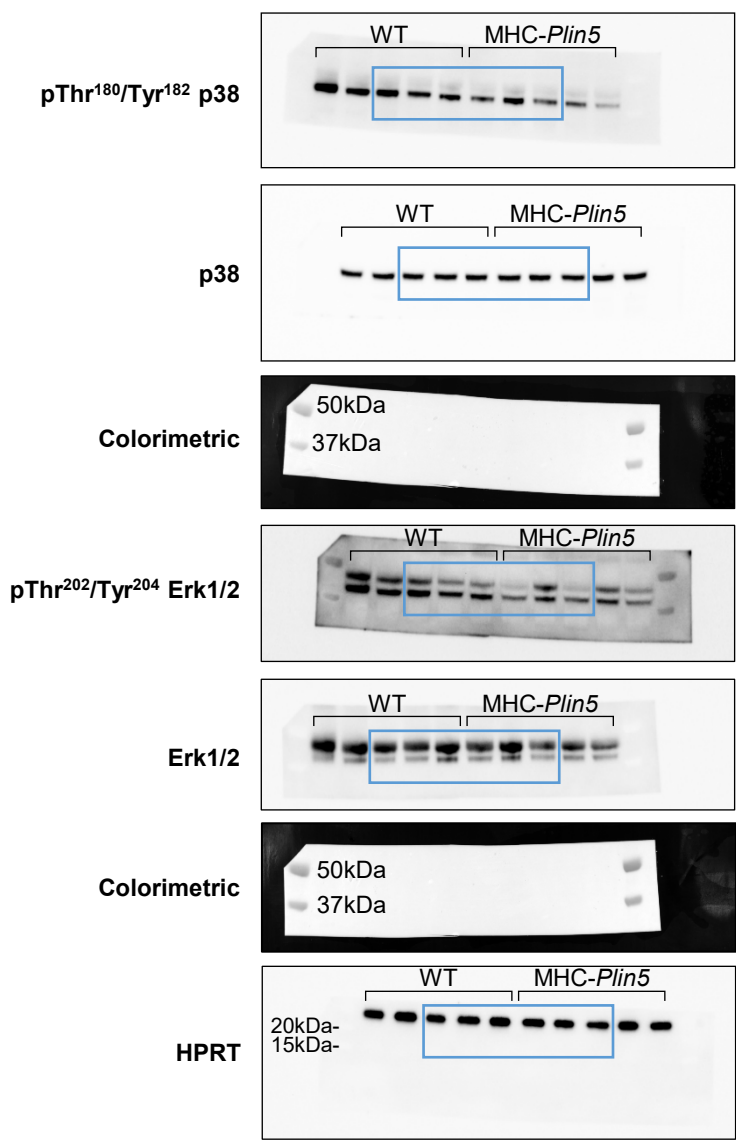 WT MHC-Plin5
pThr180/Tyr182 p38
WT MHC-Plin5
p38
50kDa
Colorimetric
37kDa
WT MHC-Plin5
pThr202/Tyr204 Erk1/2
WT MHC-Plin5
Erk1/2
50kDa
Colorimetric
37kDa
WT MHC-Plin5
20kDa-
15kDa-
HPRT